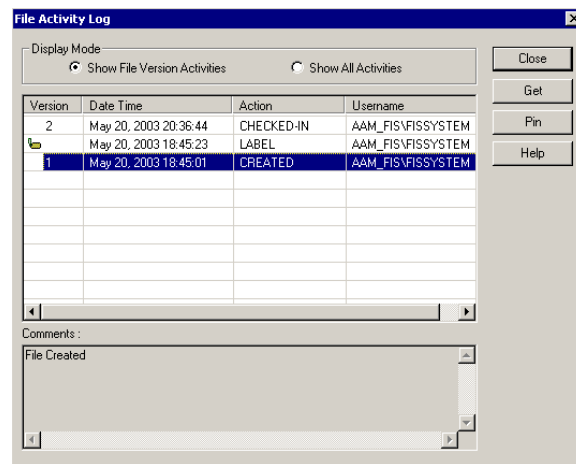 File Activity Log
Display Mode
Show File Version Activities
Show All Activities
Close
Get
Pin
Help
Version Date Time Action Username
2 May 20, 2003 20:36:44 CHECKED-IN AAM_FIS\FISSYSTEM
May 20, 2003 18:45:23 LABEL AAM_FIS\FISSYSTEM
1 May 20, 2003 18:45:01 CREATED AAM_FIS\FISSYSTEM
Comments :
File Created